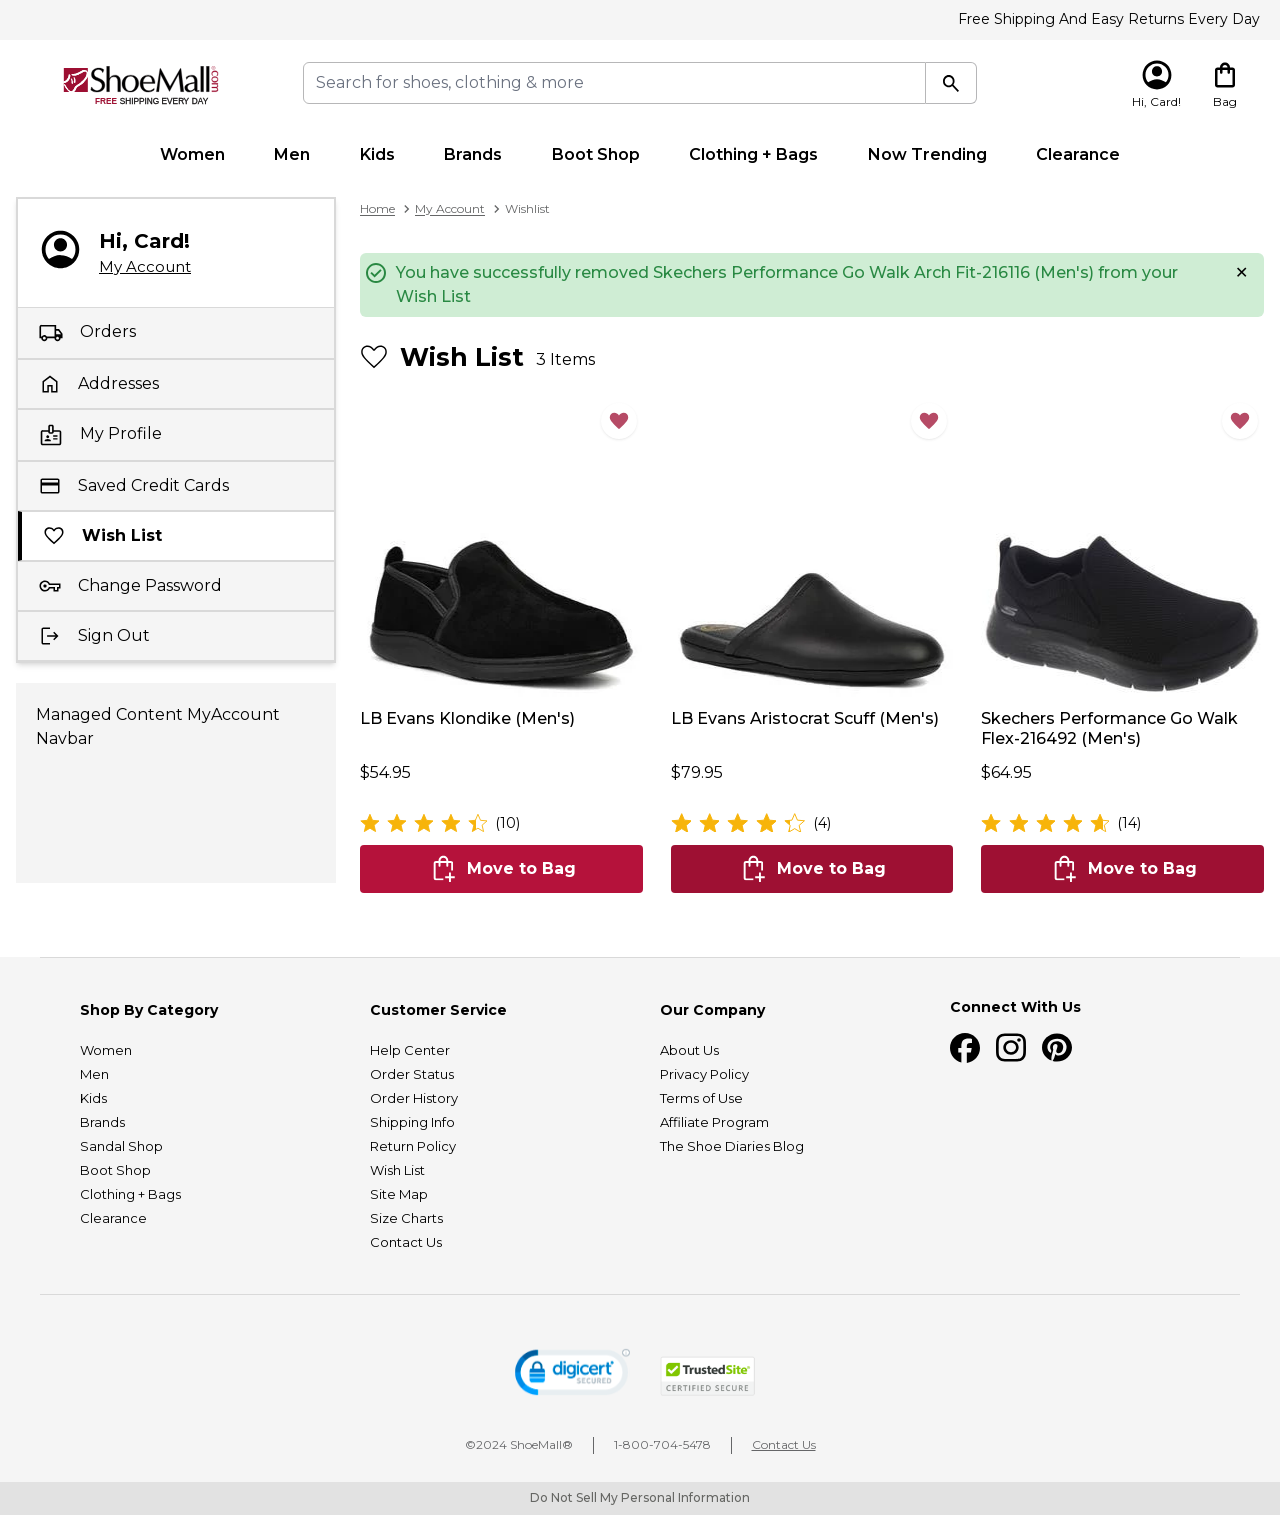 Free Shipping And Easy Returns Every Day
ShoeMall®.com
FREE SHIPPING EVERY DAY
Search for shoes, clothing & more
Hi, Card!
Bag
Women
Men
Kids
Brands
Boot Shop
Clothing + Bags
Now Trending
Clearance
Hi, Card!
My Account
Orders
Addresses
My Profile
Saved Credit Cards
Wish List
Change Password
Sign Out
Managed Content MyAccount
Navbar
Home > My Account > Wishlist
You have successfully removed Skechers Performance Go Walk Arch Fit-216116 (Men's) from your
Wish List
Wish List 3 Items
LB Evans Klondike (Men's)
$54.95
(10)
Move to Bag
LB Evans Aristocrat Scuff (Men's)
$79.95
(4)
Move to Bag
Skechers Performance Go Walk
Flex-216492 (Men's)
$64.95
(14)
Move to Bag
Shop By Category
Women
Men
Kids
Brands
Sandal Shop
Boot Shop
Clothing + Bags
Clearance
Customer Service
Help Center
Order Status
Order History
Shipping Info
Return Policy
Wish List
Site Map
Size Charts
Contact Us
Our Company
About Us
Privacy Policy
Terms of Use
Affiliate Program
The Shoe Diaries Blog
Connect With Us
digicert®
SECURED
TrustedSite®
CERTIFIED SECURE
©2024 ShoeMall®
1-800-704-5478
Contact Us
Do Not Sell My Personal Information